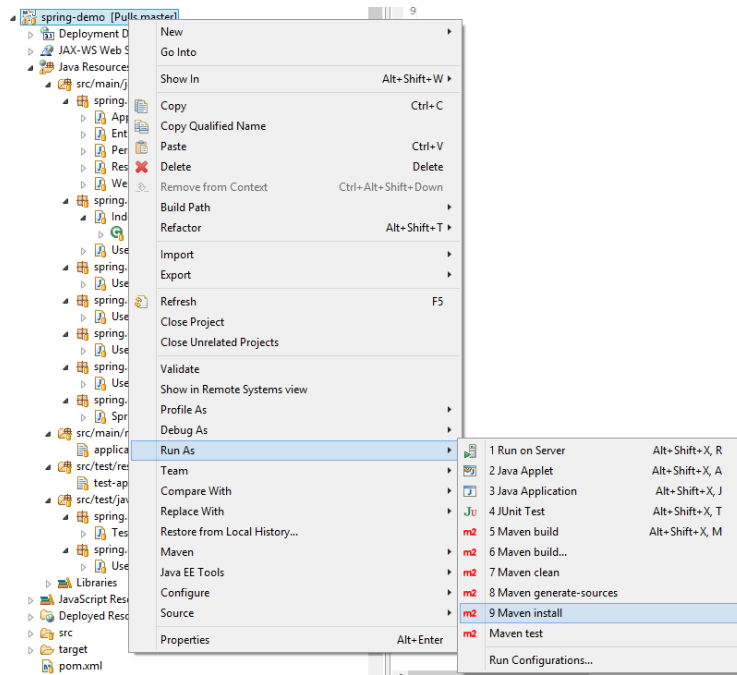 spring-demo [Pulls master]
9
Deployment D
JAX-WS Web S
Java Resources
src/main/j
spring.
App
Ent
Per
Res
We
spring.
Ind
Use
spring.
Use
spring.
Use
spring.
Use
spring.
Use
spring.
Spr
src/main/r
applica
src/test/res
test-ap
src/test/jav
spring.
Tes
spring.
Use
Libraries
JavaScript Reso
Deployed Reso
src
target
pom.xml
New
Go Into
Show In Alt+Shift+W
Copy Ctrl+C
Copy Qualified Name
Paste Ctrl+V
Delete Delete
Remove from Context Ctrl+Alt+Shift+Down
Build Path
Refactor Alt+Shift+T
Import
Export
Refresh F5
Close Project
Close Unrelated Projects
Validate
Show in Remote Systems view
Profile As
Debug As
Run As
Team
Compare With
Replace With
Restore from Local History...
Maven
Java EE Tools
Configure
Source
Properties Alt+Enter
1 Run on Server Alt+Shift+X, R
2 Java Applet Alt+Shift+X, A
3 Java Application Alt+Shift+X, J
Ju 4 JUnit Test Alt+Shift+X, T
m2 5 Maven build Alt+Shift+X, M
m2 6 Maven build...
m2 7 Maven clean
m2 8 Maven generate-sources
m2 9 Maven install
m2 Maven test
Run Configurations...